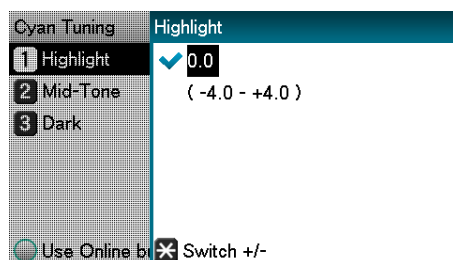 Cyan Tuning
1 Highlight
2 Mid-Tone
3 Dark
Use Online b
Highlight
0.0
( -4.0 - +4.0 )
Switch +/-